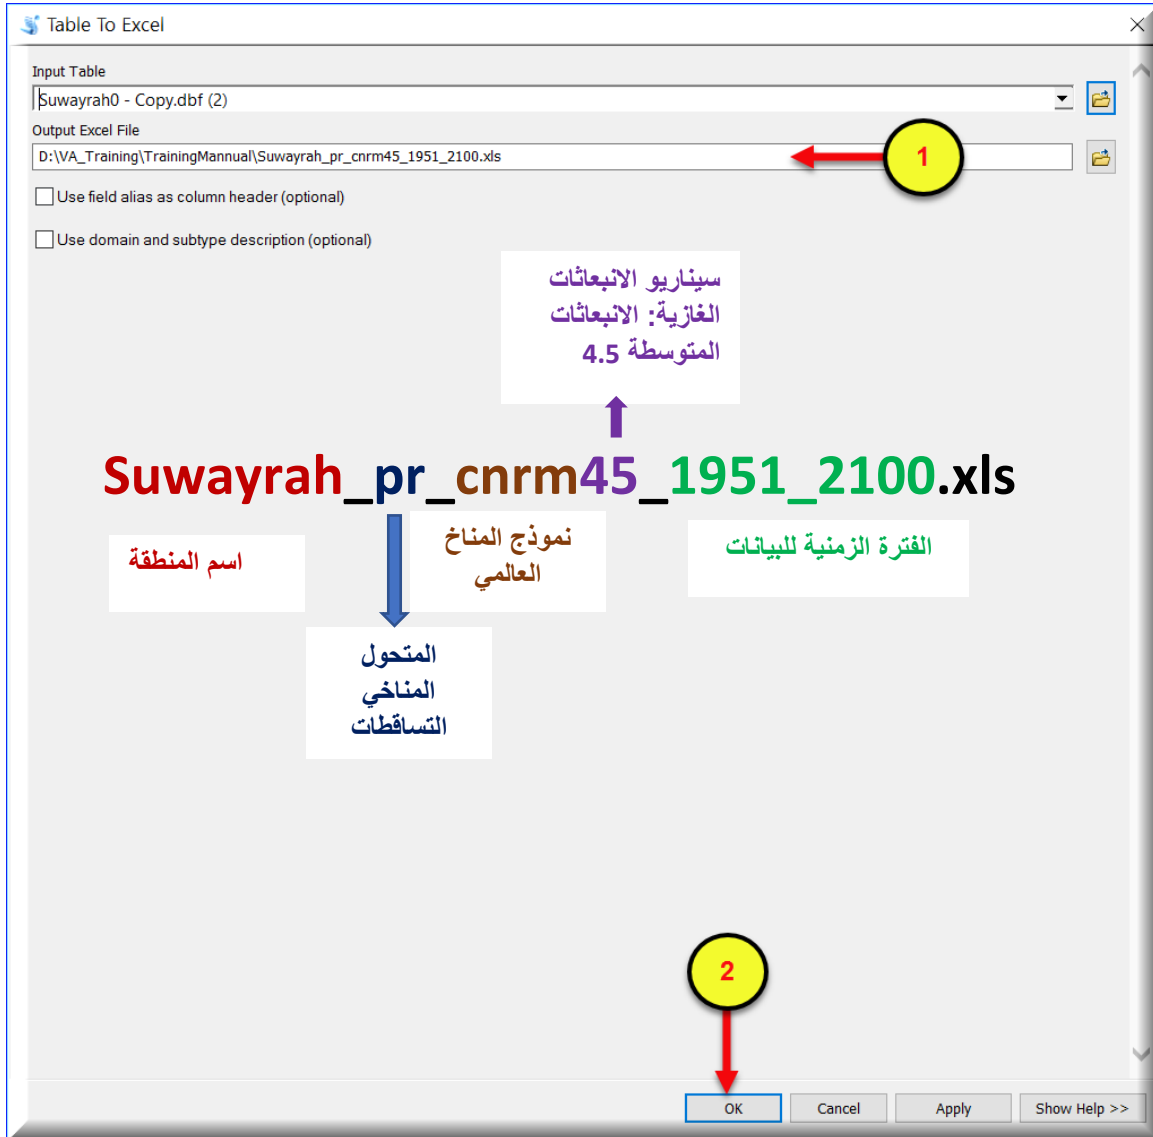 Table To Excel
Input Table
Suwayrah0 - Copy.dbf (2)
Output Excel File
D:\VA_Training\TrainingMannual\Suwayrah_pr_cnrm45_1951_2100.xls
1
Use field alias as column header (optional)
Use domain and subtype description (optional)
سيناريو الانبعاثات
الغازية: الانبعاثات
المتوسطة 4.5
Suwayrah_pr_cnrm45_1951_2100.xls
اسم المنطقة
نموذج المناخ
العالمي
الفترة الزمنية للبيانات
المتحول
المناخي
التساقطات
2
OK
Cancel
Apply
Show Help >>